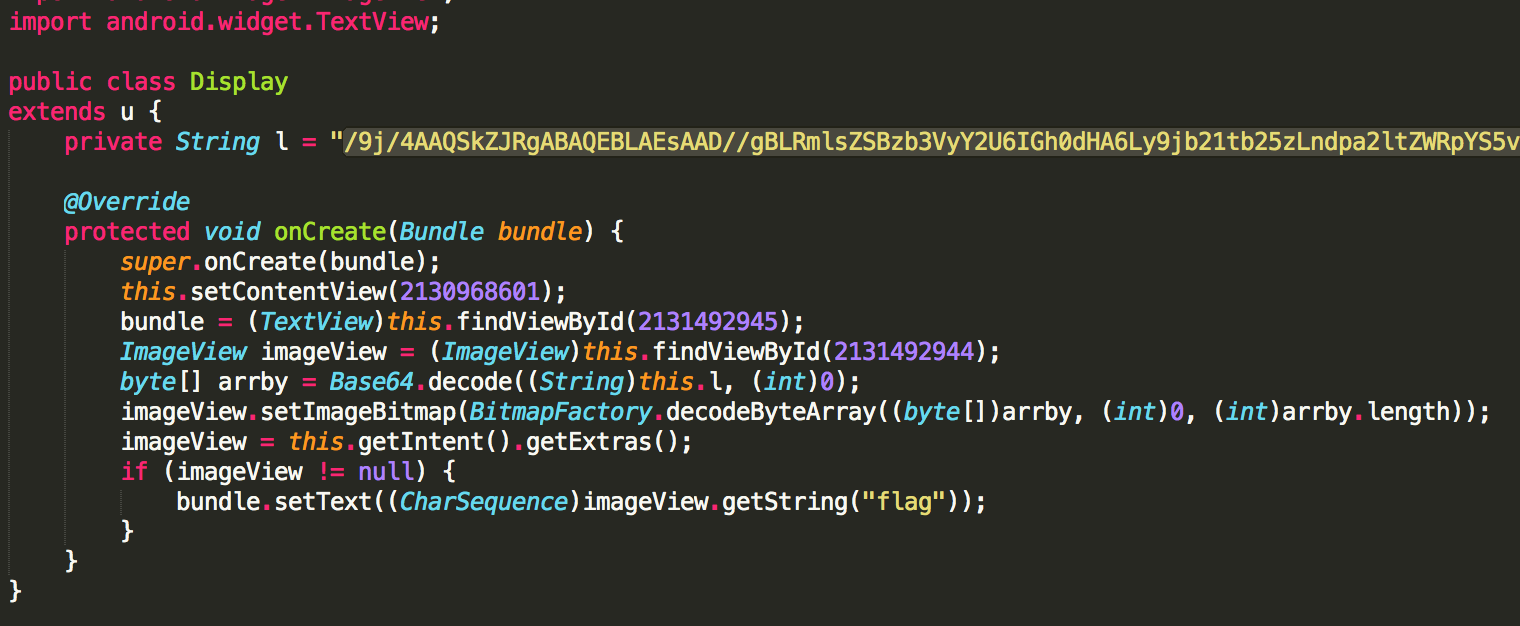 import android.widget.TextView;
public class Display
extends u {
private String l = "/9j/4AAQSkZJRgABAQEBLAEsAAD//gBLRmlsZSBzb3VyY2U6IGh0dHA6Ly9jb21tb25zLndpa2ltZWRpYS5v
@Override
protected void onCreate(Bundle bundle) {
super.onCreate(bundle);
this.setContentView(2130968601);
bundle = (TextView)this.findViewById(2131492945);
ImageView imageView = (ImageView)this.findViewById(2131492944);
byte[] arrby = Base64.decode((String)this.l, (int)0);
imageView.setImageBitmap(BitmapFactory.decodeByteArray((byte[])arrby, (int)0, (int)arrby.length));
imageView = this.getIntent().getExtras();
if (imageView != null) {
bundle.setText((CharSequence)imageView.getString("flag"));
}
}
}